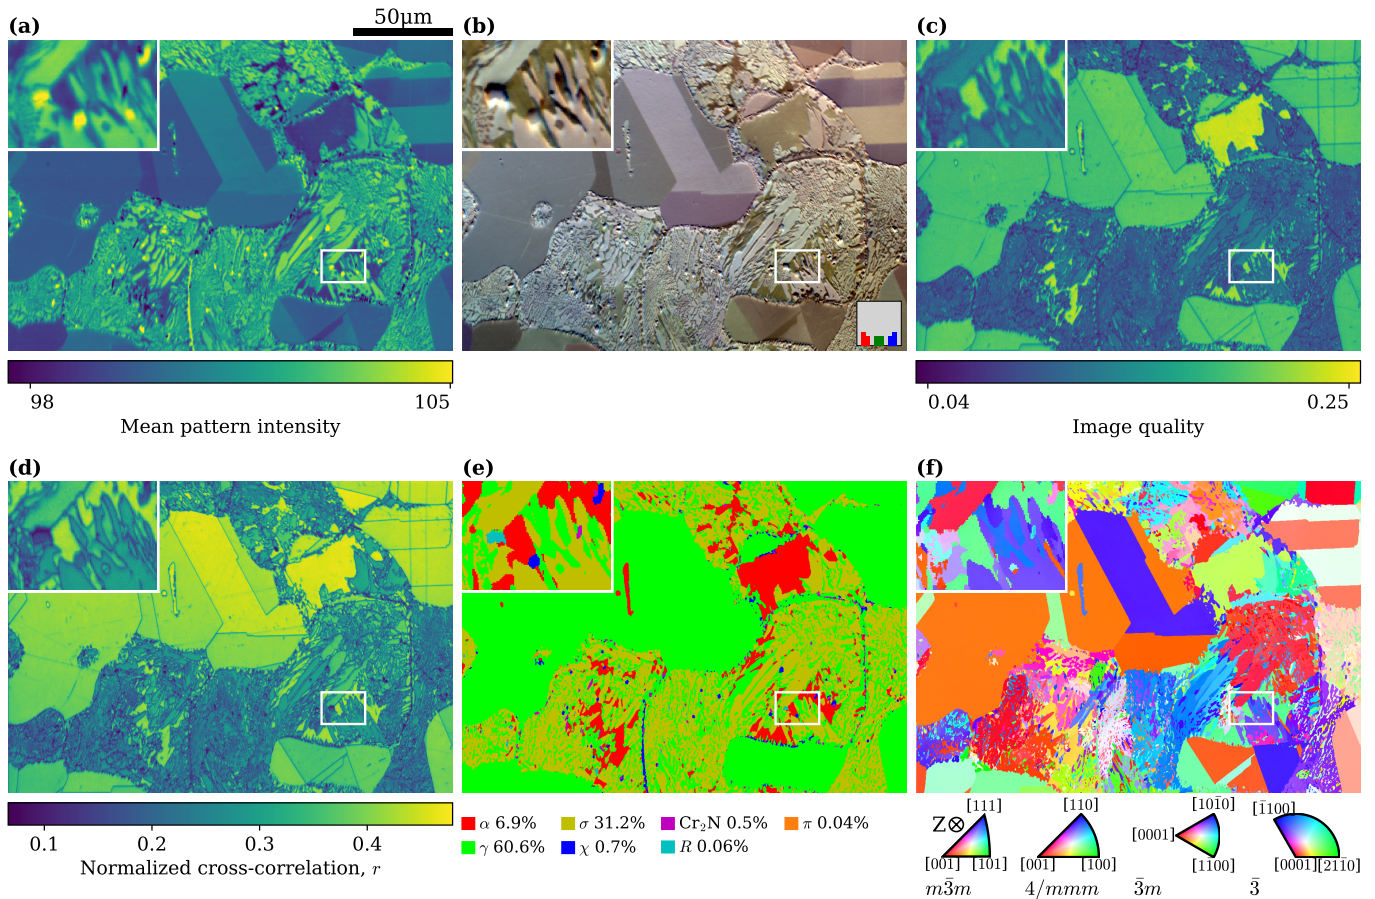 (a)
50μm
(b)
(c)
98
105
Mean pattern intensity
0.04
0.25
Image quality
(d)
(e)
(f)
0.1
0.2
0.3
0.4
Normalized cross-correlation, r
α 6.9%
σ 31.2%
Cr₂N 0.5%
π 0.04%
γ 60.6%
χ 0.7%
R 0.06%
Z
[111]
[001]
[101]
m3̄m
[110]
[001]
[100]
4/mmm
[101̄0]
[0001]
[11̄00]
3̄m
[1̄100]
[0001]
[21̄1̄0]
3̄